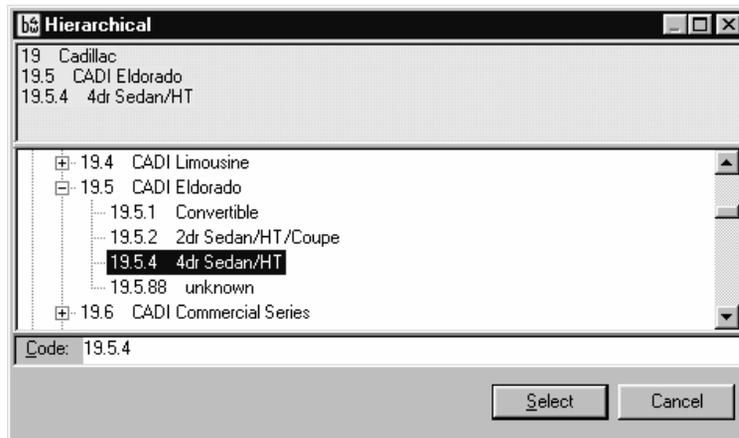 Hierarchical
19 Cadillac
19.5 CADI Eldorado
19.5.4 4dr Sedan/HT
19.4 CADI Limousine
19.5 CADI Eldorado
19.5.1 Convertible
19.5.2 2dr Sedan/HT/Coupe
19.5.4 4dr Sedan/HT
19.5.88 unknown
19.6 CADI Commercial Series
Code: 19.5.4
Select Cancel